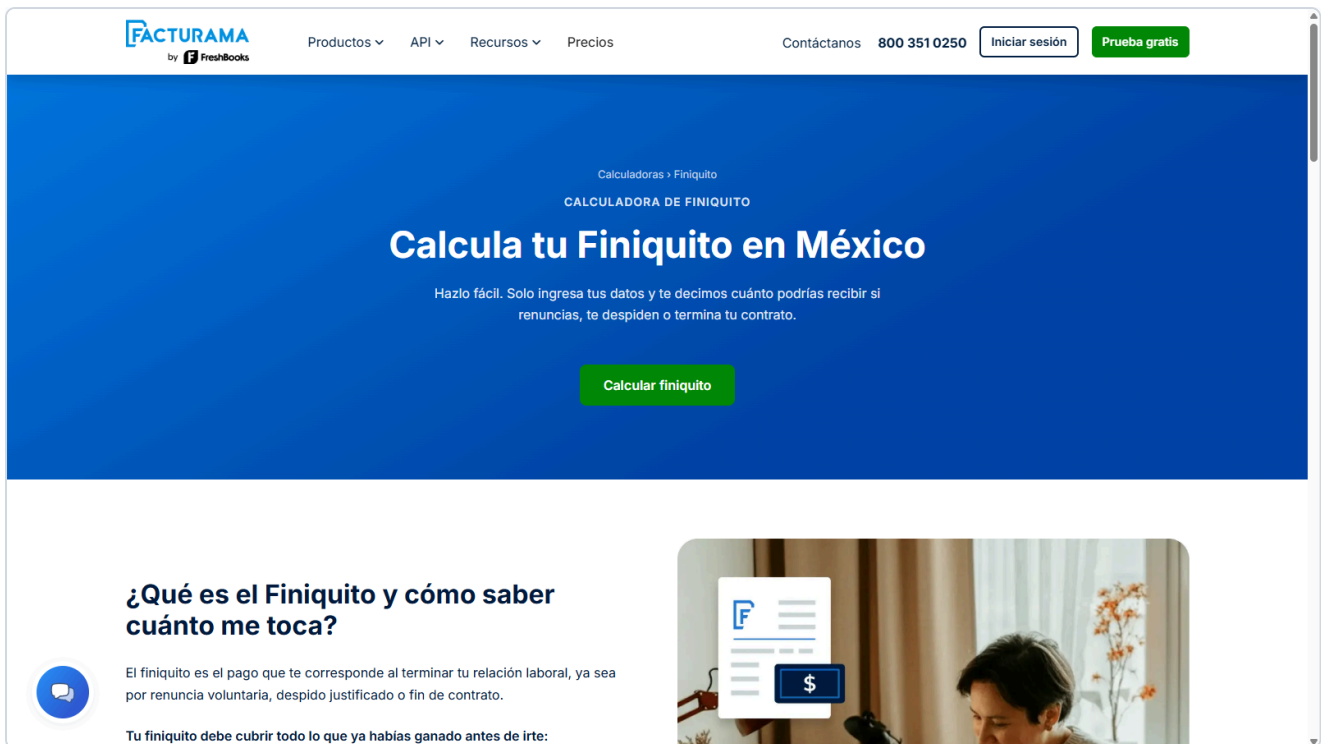 FACTURAMA
by FreshBooks
Productos
API
Recursos
Precios
Contáctanos
800 351 0250
Iniciar sesión
Prueba gratis
Calculadoras › Finiquito
CALCULADORA DE FINIQUITO
Calcula tu Finiquito en México
Hazlo fácil. Solo ingresa tus datos y te decimos cuánto podrías recibir si
renuncias, te despiden o termina tu contrato.
Calcular finiquito
¿Qué es el Finiquito y cómo saber
cuánto me toca?
El finiquito es el pago que te corresponde al terminar tu relación laboral, ya sea
por renuncia voluntaria, despido justificado o fin de contrato.
Tu finiquito debe cubrir todo lo que ya habías ganado antes de irte:
F
$